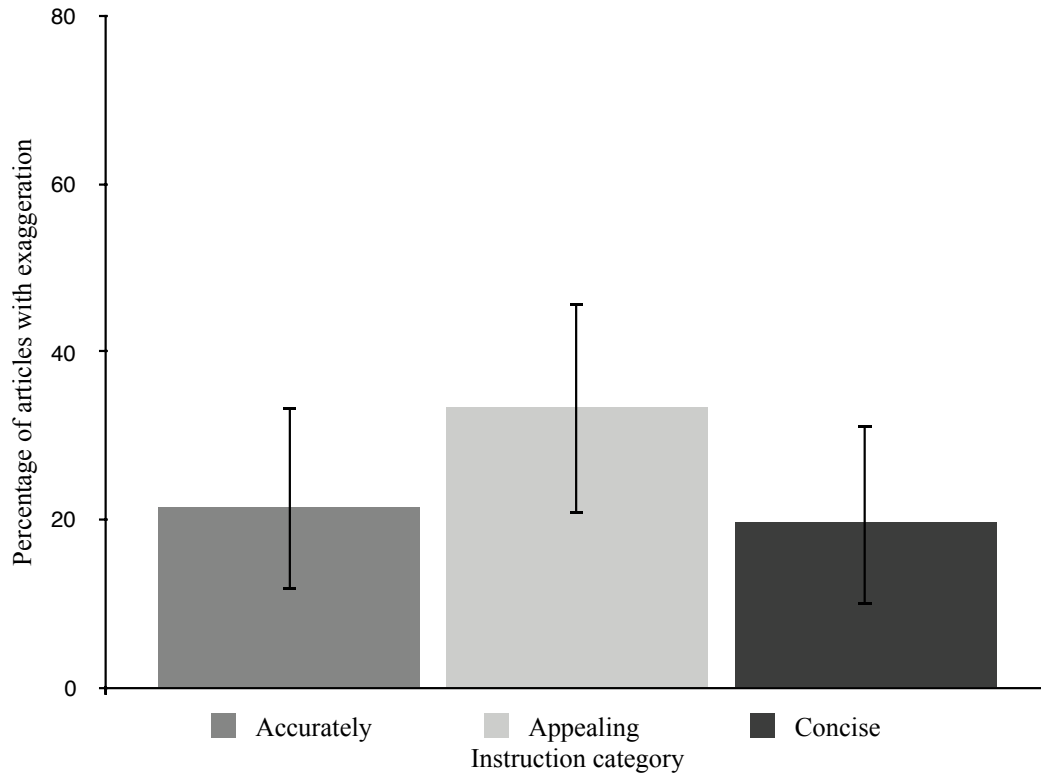 80
60
40
20
0
Percentage of articles with exaggeration
Accurately
Appealing
Concise
Instruction category